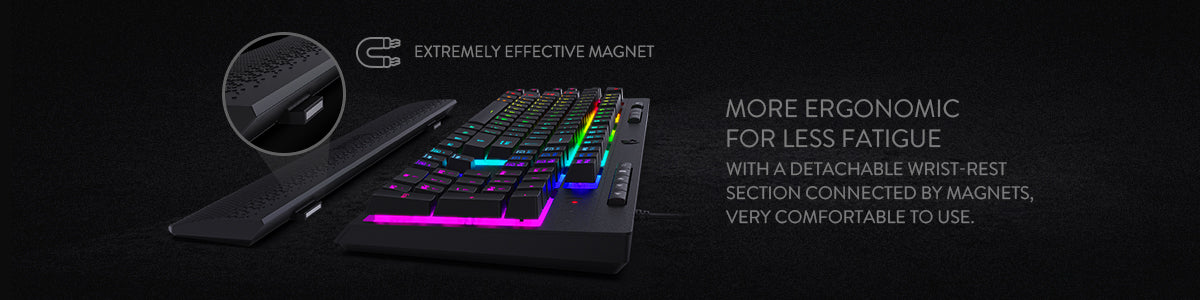 EXTREMELY EFFECTIVE MAGNET
MORE ERGONOMIC
FOR LESS FATIGUE
WITH A DETACHABLE WRIST-REST
SECTION CONNECTED BY MAGNETS,
VERY COMFORTABLE TO USE.